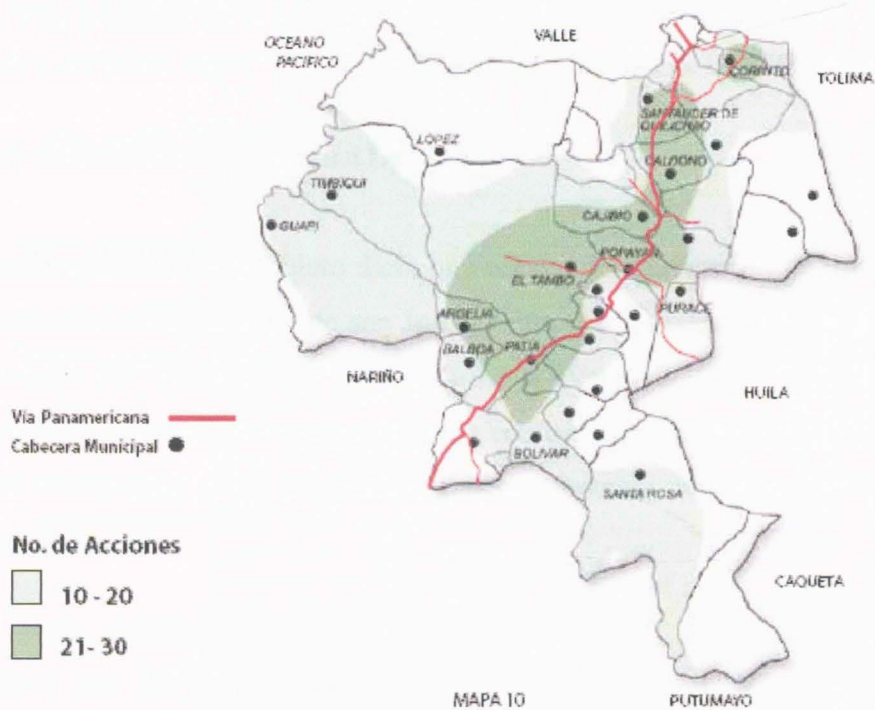 OCEANO
PACIFICO
VALLE
CORINTO
TOLIMA
SANTANDER DE
QUILICHAO
LOPEZ
CALDONO
TIMBIQUI
GUAPI
CAJIBIO
POPAYAN
EL TAMBO
PURACE
ARGELIA
BALBOA
PATIA
NARIÑO
HUILA
Vía Panamericana
Cabecera Municipal
BOLIVAR
SANTA ROSA
No. de Acciones
10 - 20
21- 30
CAQUETA
MAPA 10
PUTUMAYO